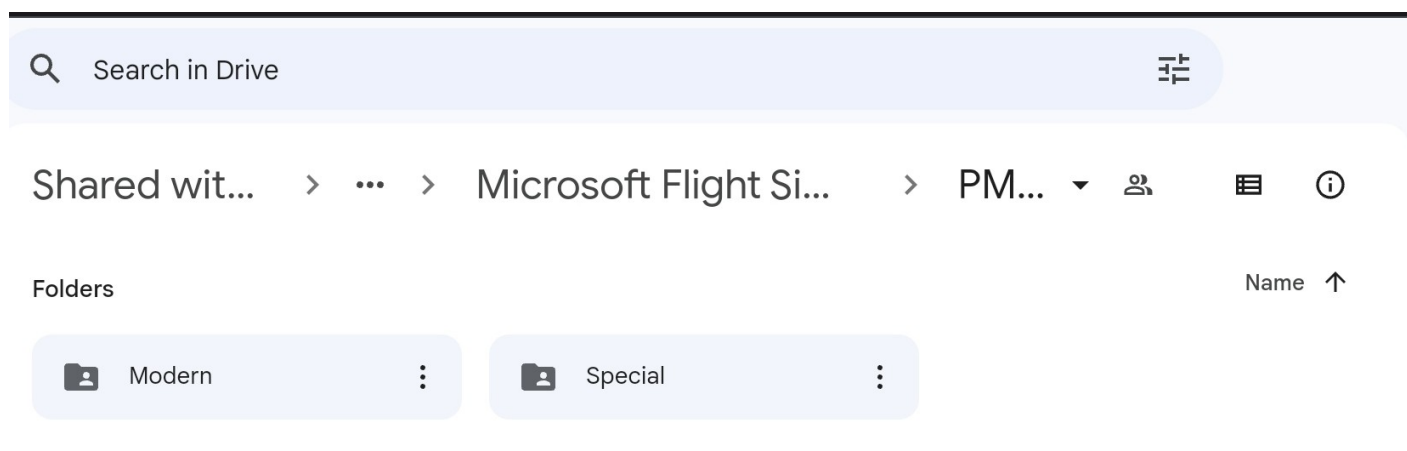 Search in Drive
Shared wit... > ... > Microsoft Flight Si... > PM...
Folders
Name
Modern
Special